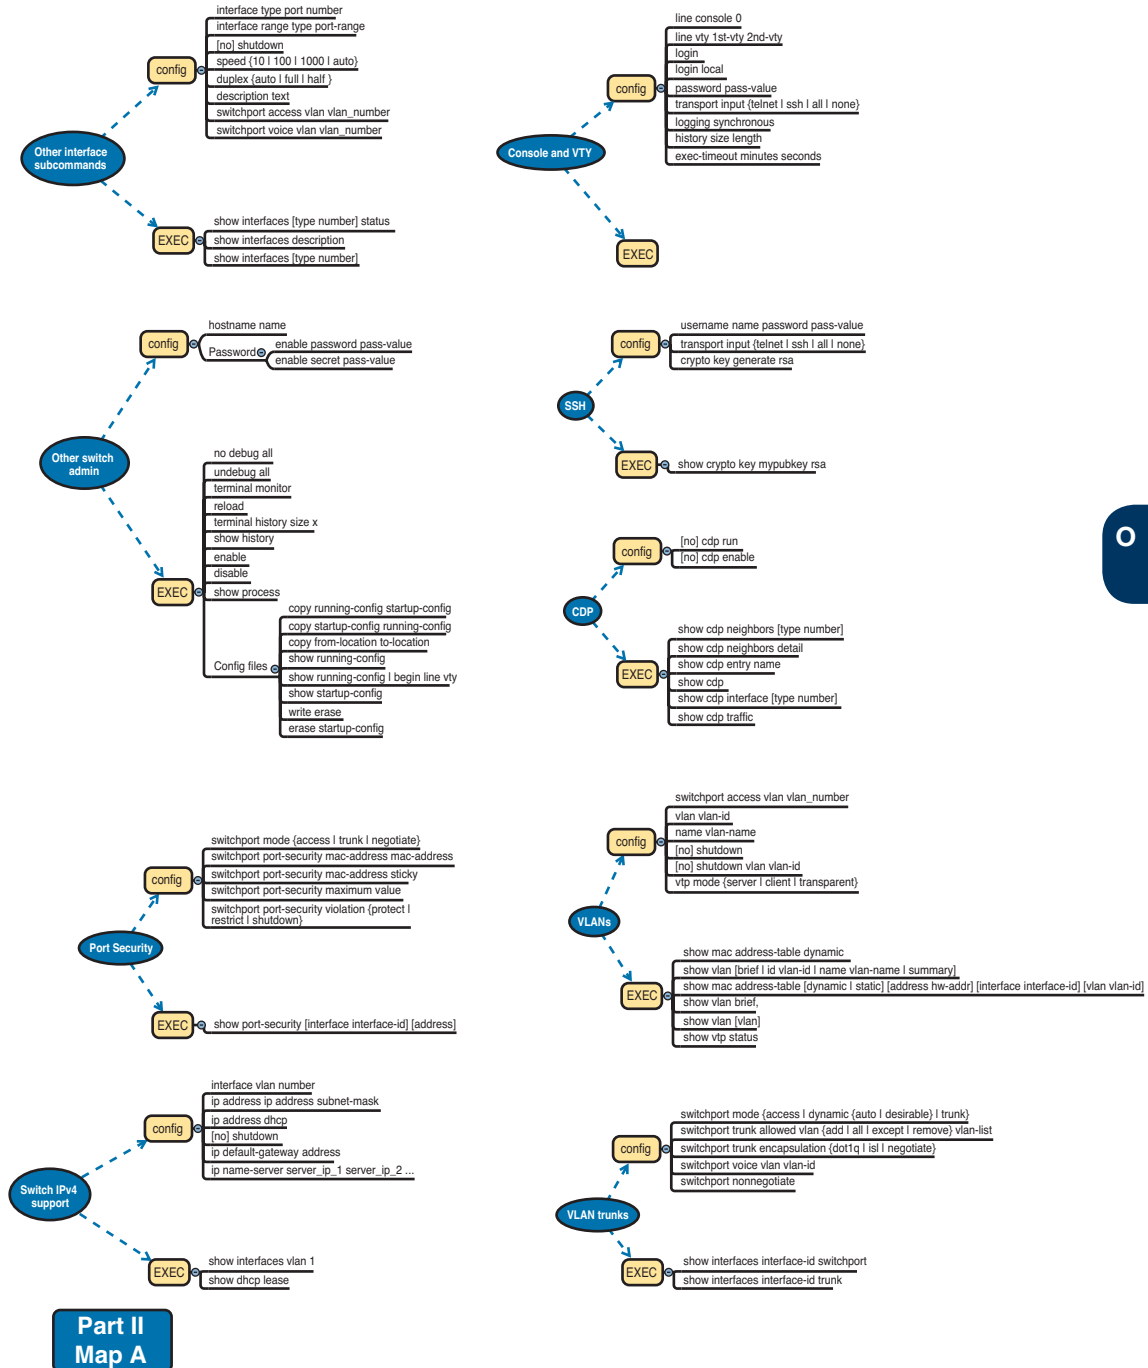 interface type port number
interface range type port-range
[no] shutdown
speed {10 | 100 | 1000 | auto}
config
duplex {auto | full | half }
description text
switchport access vlan vlan_number
switchport voice vlan vlan_number
Other interface
subcommands
show interfaces [type number] status
EXEC
show interfaces description
show interfaces [type number]
line console 0
line vty 1st-vty 2nd-vty
login
login local
config
password pass-value
transport input {telnet | ssh | all | none}
logging synchronous
history size length
exec-timeout minutes seconds
Console and VTY
EXEC
hostname name
config
Password
enable password pass-value
enable secret pass-value
Other switch
admin
no debug all
undebug all
terminal monitor
reload
terminal history size x
show history
enable
disable
EXEC
show process
Config files
copy running-config startup-config
copy startup-config running-config
copy from-location to-location
show running-config
show running-config | begin line vty
show startup-config
write erase
erase startup-config
username name password pass-value
config
transport input {telnet | ssh | all | none}
crypto key generate rsa
SSH
EXEC
show crypto key mypubkey rsa
O
[no] cdp run
config
[no] cdp enable
CDP
show cdp neighbors [type number]
show cdp neighbors detail
show cdp entry name
EXEC
show cdp
show cdp interface [type number]
show cdp traffic
switchport mode {access | trunk | negotiate}
switchport port-security mac-address mac-address
config
switchport port-security mac-address sticky
switchport port-security maximum value
switchport port-security violation {protect |
restrict | shutdown}
Port Security
EXEC
show port-security [interface interface-id] [address]
switchport access vlan vlan_number
vlan vlan-id
name vlan-name
config
[no] shutdown
[no] shutdown vlan vlan-id
vtp mode {server | client | transparent}
VLANs
show mac address-table dynamic
show vlan [brief | id vlan-id | name vlan-name | summary]
show mac address-table [dynamic | static] [address hw-addr] [interface interface-id] [vlan vlan-id]
EXEC
show vlan brief,
show vlan [vlan]
show vtp status
interface vlan number
ip address ip address subnet-mask
ip address dhcp
config
[no] shutdown
ip default-gateway address
ip name-server server_ip_1 server_ip_2 ...
Switch IPv4
support
show interfaces vlan 1
EXEC
show dhcp lease
switchport mode {access | dynamic {auto | desirable} | trunk}
switchport trunk allowed vlan {add | all | except | remove} vlan-list
config
switchport trunk encapsulation {dot1q | isl | negotiate}
switchport voice vlan vlan-id
switchport nonnegotiate
VLAN trunks
show interfaces interface-id switchport
EXEC
show interfaces interface-id trunk
Part II
Map A